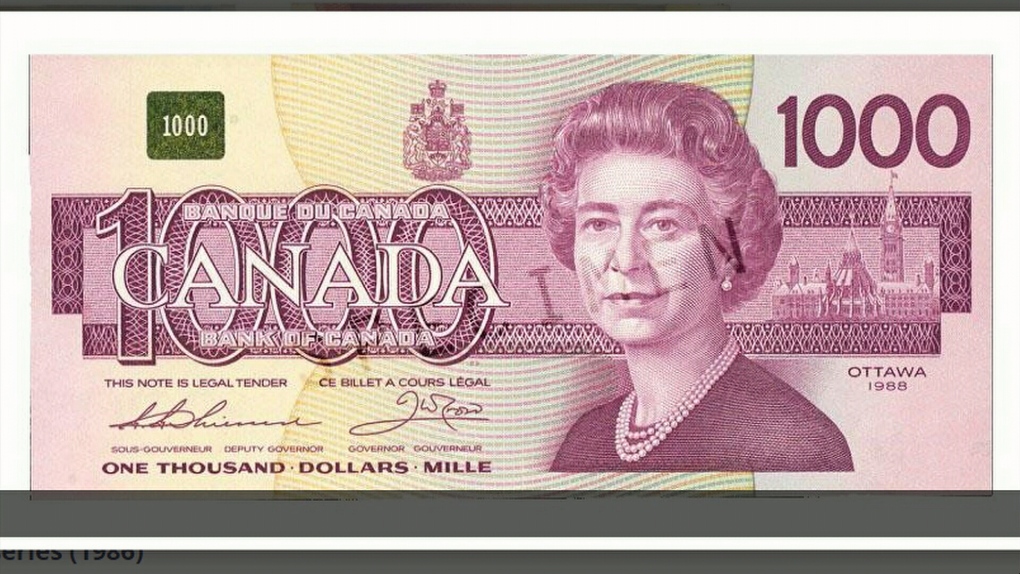 1000
1000
BANQUE DU CANADA
CANADA
1000
BANK OF CANADA
THIS NOTE IS LEGAL TENDER CE BILLET A COURS LÉGAL
OTTAWA
1988
SOUS-GOUVERNEUR DEPUTY GOVERNOR GOVERNOR GOUVERNEUR
ONE THOUSAND · DOLLARS · MILLE
(1986)